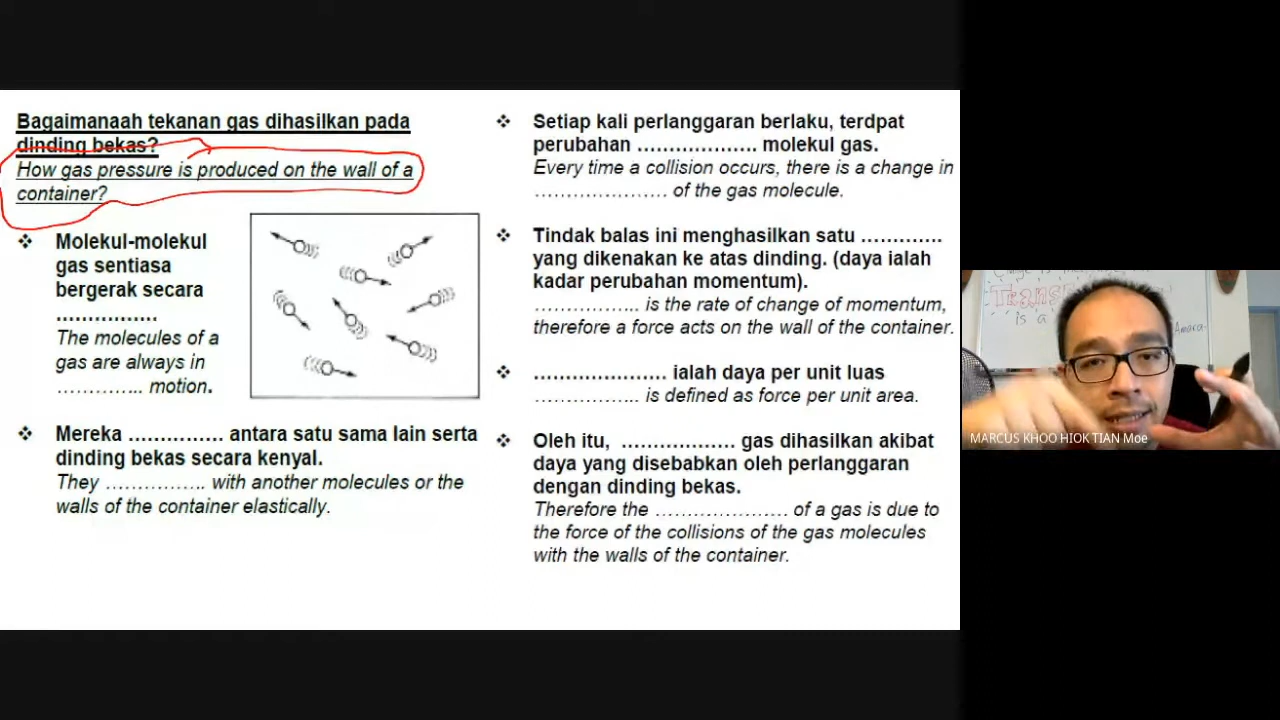 Bagaimanaah tekanan gas dihasilkan pada
dinding bekas?
How gas pressure is produced on the wall of a
container?
❖ Molekul-molekul
gas sentiasa
bergerak secara
…………….
The molecules of a
gas are always in
………….. motion.
❖ Mereka …………… antara satu sama lain serta
dinding bekas secara kenyal.
They …………….. with another molecules or the
walls of the container elastically.
❖ Setiap kali perlanggaran berlaku, terdpat
perubahan ………………. molekul gas.
Every time a collision occurs, there is a change in
…………………. of the gas molecule.
❖ Tindak balas ini menghasilkan satu ………….
yang dikenakan ke atas dinding. (daya ialah
kadar perubahan momentum).
…………….. is the rate of change of momentum,
therefore a force acts on the wall of the container.
❖ …………………. ialah daya per unit luas
…………….. is defined as force per unit area.
❖ Oleh itu, ………………. gas dihasilkan akibat
daya yang disebabkan oleh perlanggaran
dengan dinding bekas.
Therefore the …………………. of a gas is due to
the force of the collisions of the gas molecules
with the walls of the container.
is a
MARCUS KHOO HIOK TIAN Moe